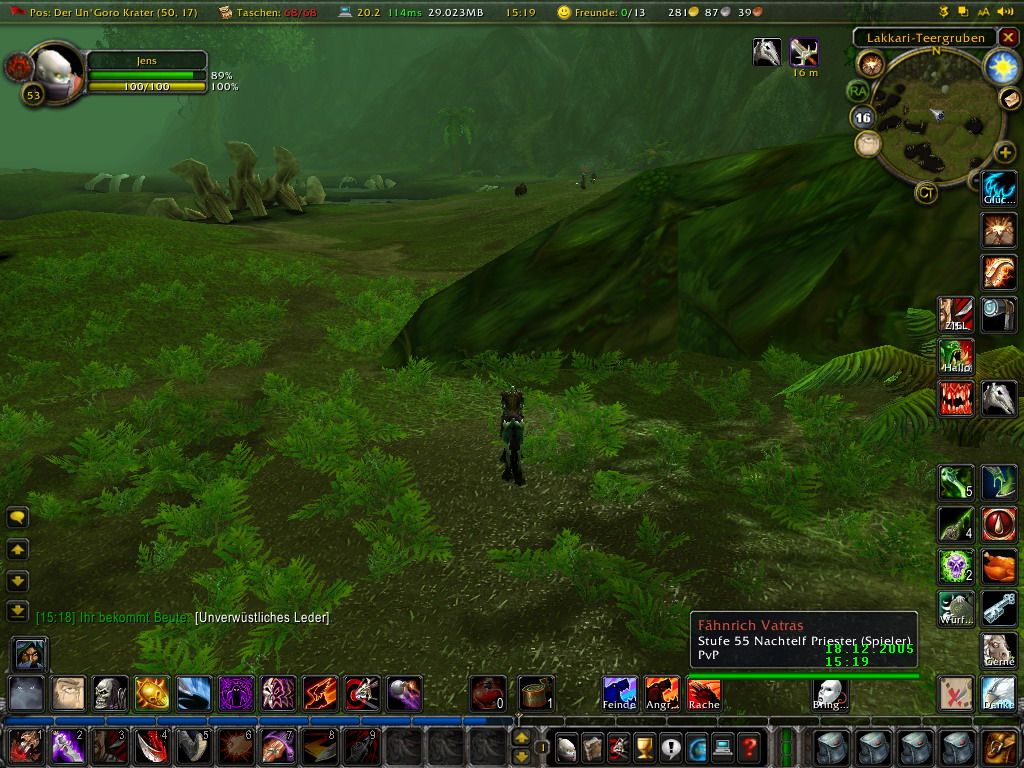 Pos: Der Un'Goro Krater (50, 17) Taschen: 68/68 20.2 114ms 29.023MB 15:19 Freunde: 0/13 281 87 39
Lakkari-Teergruben
N
Jens
89%
100/100 100%
53
16 m
RA
16
CT
ZIEL
Hallo
5
4
2
Würf...
Gerne
[15:18] Ihr bekommt Beute: [Unverwüstliches Leder].
Fähnrich Vatras
Stufe 55 Nachtelf Priester (Spieler)
PvP
18.12.2005
15:19
0 1 Feinde Angr... Rache Bring... Danke
2 3 4 5 6 7 8 9 1